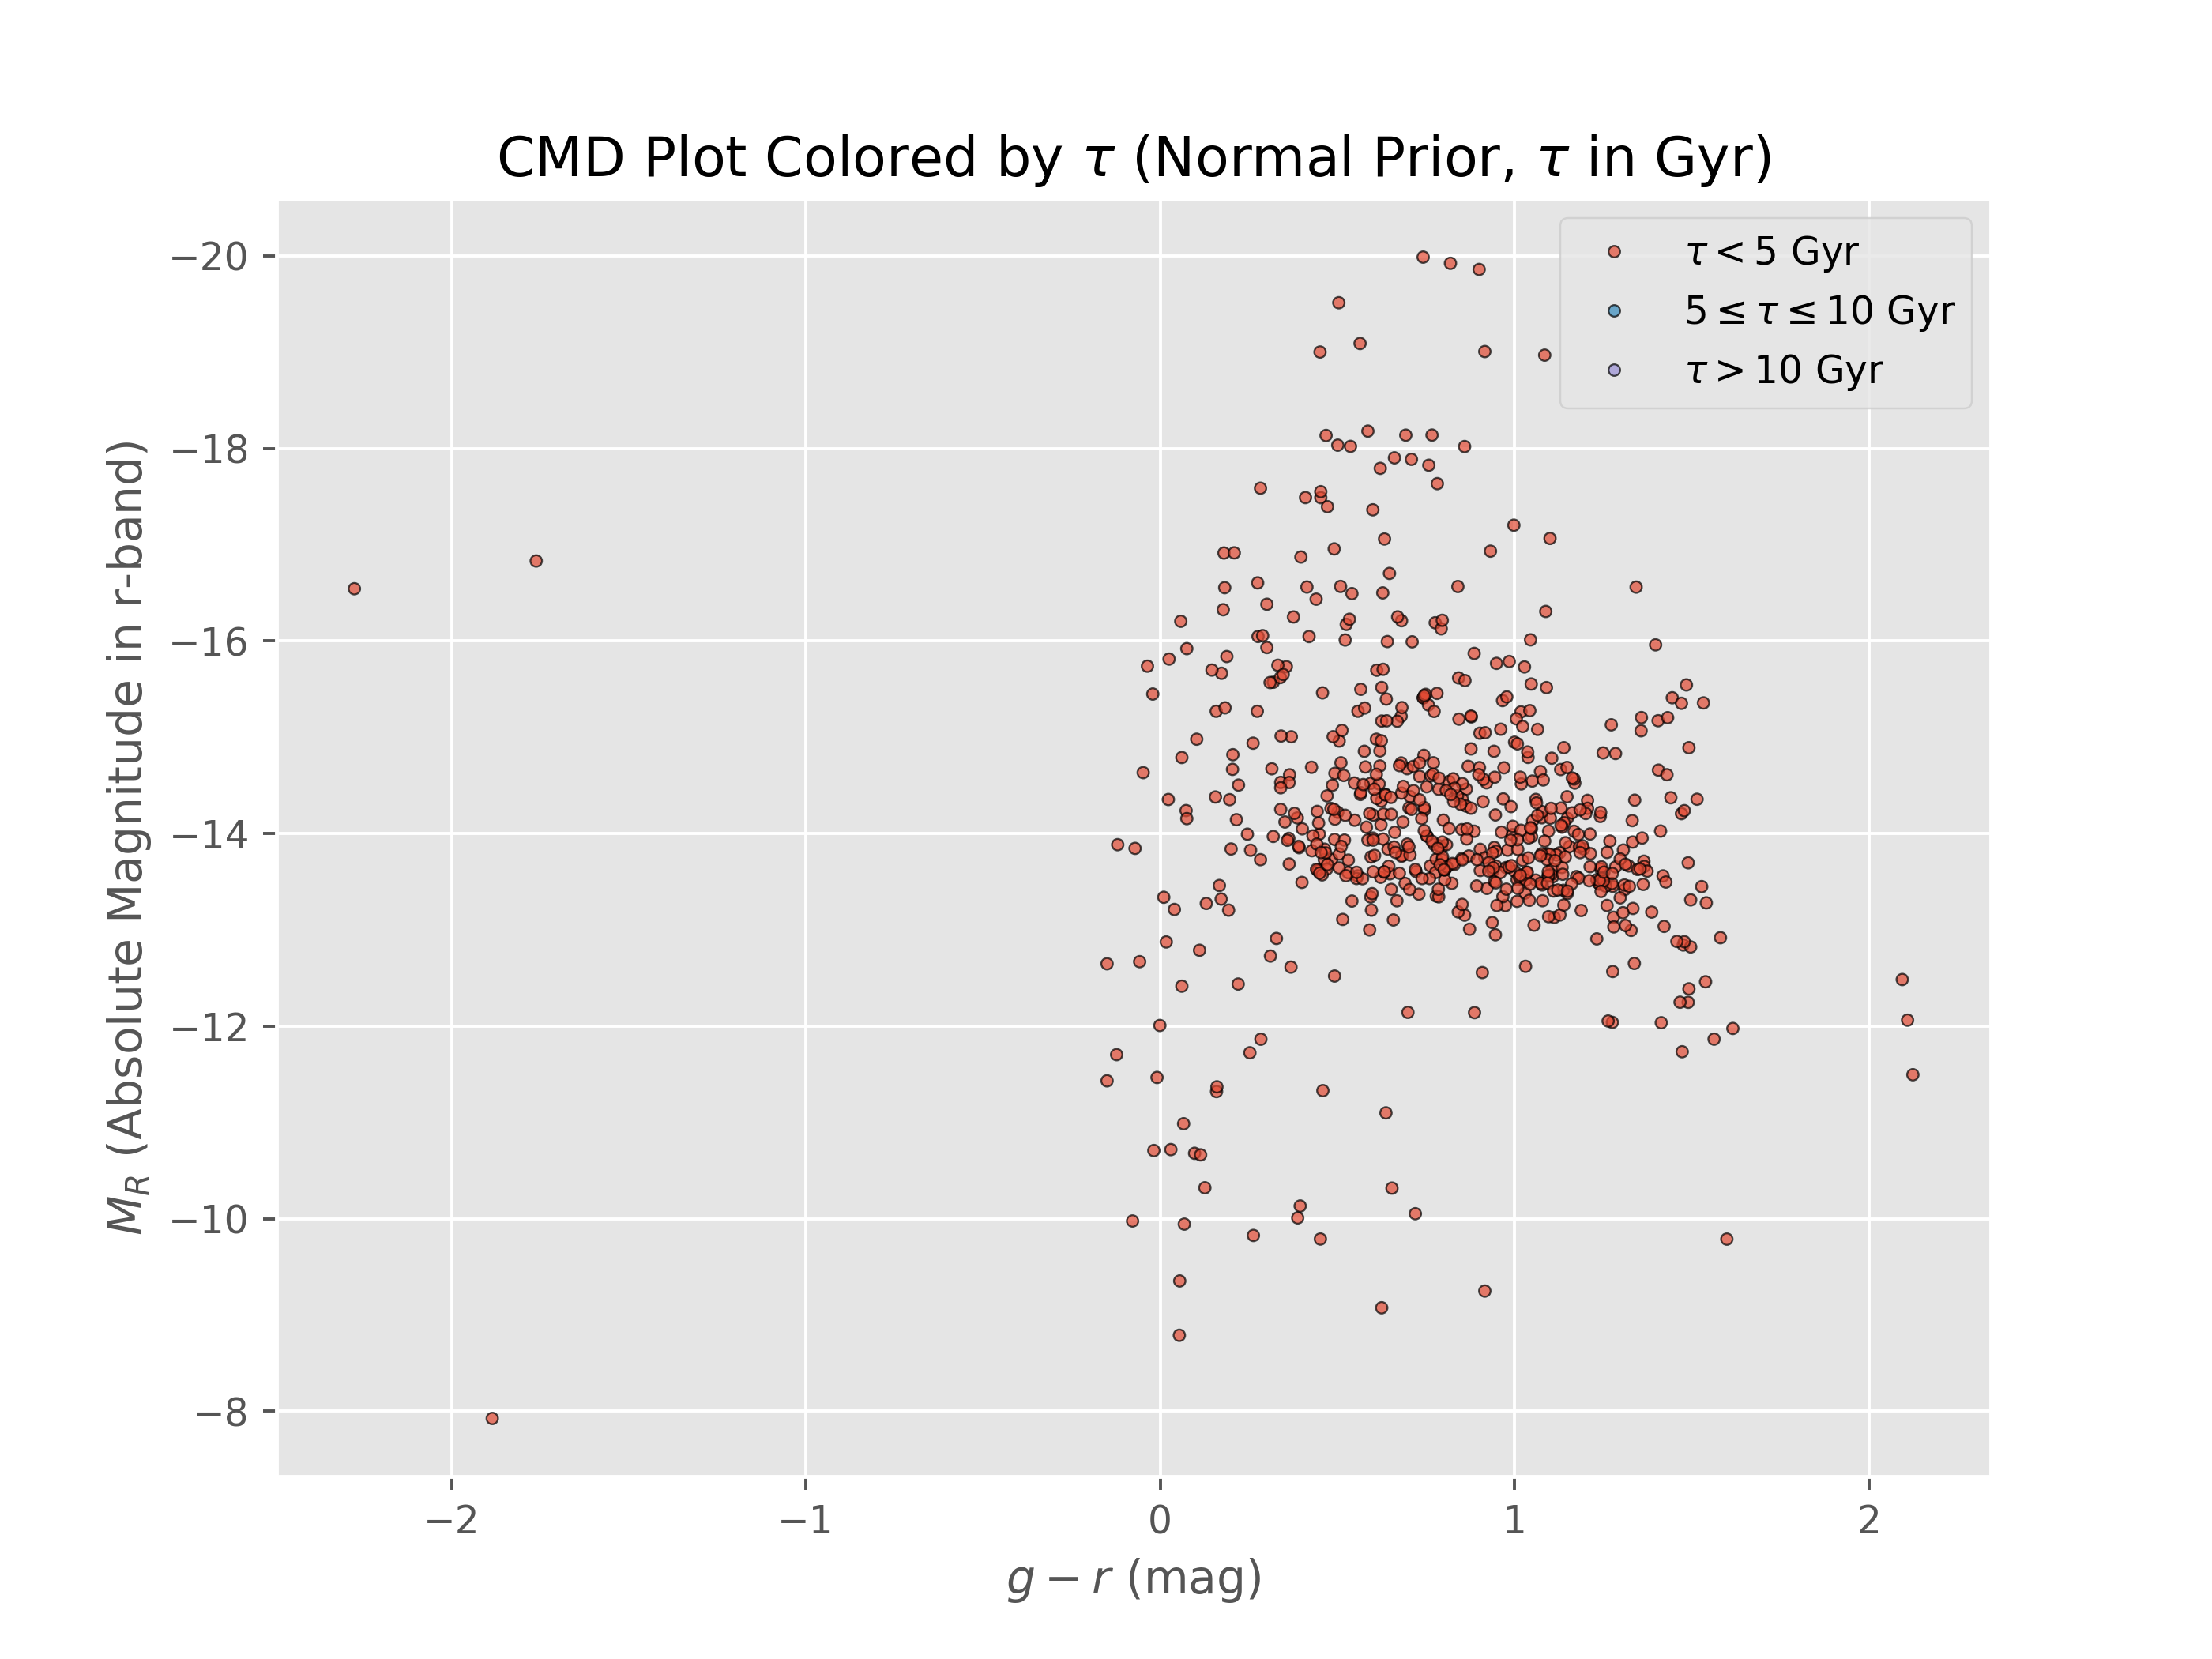 CMD Plot Colored by τ (Normal Prior, τ in Gyr)
τ < 5 Gyr
5 ≤ τ ≤ 10 Gyr
τ > 10 Gyr
−20
−18
−16
−14
−12
−10
−8
M_R (Absolute Magnitude in r-band)
−2
−1
0
1
2
g − r (mag)